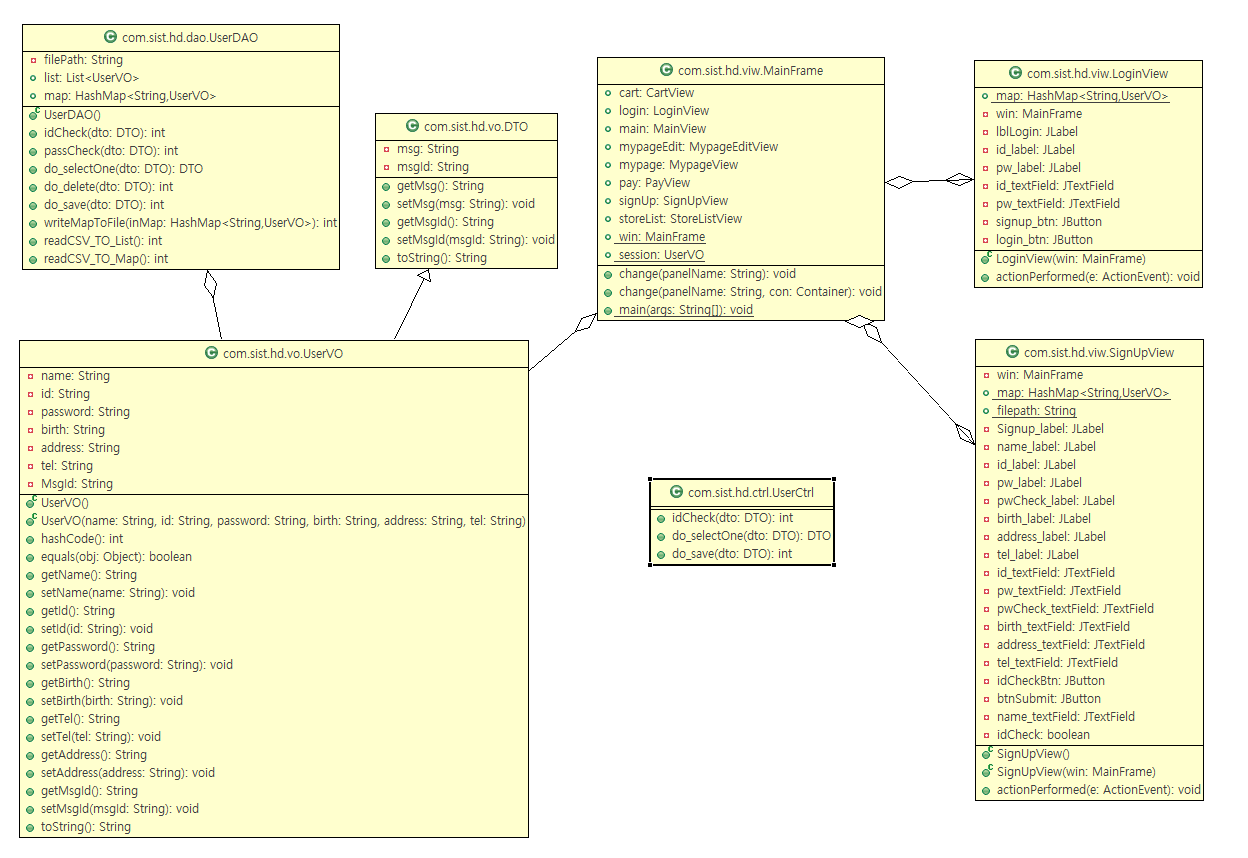 com.sist.hd.dao.UserDAO
filePath: String
list: List<UserVO>
map: HashMap<String,UserVO>
UserDAO()
idCheck(dto: DTO): int
passCheck(dto: DTO): int
do_selectOne(dto: DTO): DTO
do_delete(dto: DTO): int
do_save(dto: DTO): int
writeMapToFile(inMap: HashMap<String,UserVO>): int
readCSV_TO_List(): int
readCSV_TO_Map(): int
com.sist.hd.vo.DTO
msg: String
msgId: String
getMsg(): String
setMsg(msg: String): void
getMsgId(): String
setMsgId(msgId: String): void
toString(): String
com.sist.hd.viw.MainFrame
cart: CartView
login: LoginView
main: MainView
mypageEdit: MypageEditView
mypage: MypageView
pay: PayView
signUp: SignUpView
storeList: StoreListView
win: MainFrame
session: UserVO
change(panelName: String): void
change(panelName: String, con: Container): void
main(args: String[]): void
com.sist.hd.viw.LoginView
map: HashMap<String,UserVO>
win: MainFrame
lblLogin: JLabel
id_label: JLabel
pw_label: JLabel
id_textField: JTextField
pw_textField: JTextField
signup_btn: JButton
login_btn: JButton
LoginView(win: MainFrame)
actionPerformed(e: ActionEvent): void
com.sist.hd.vo.UserVO
name: String
id: String
password: String
birth: String
address: String
tel: String
MsgId: String
UserVO()
UserVO(name: String, id: String, password: String, birth: String, address: String, tel: String)
hashCode(): int
equals(obj: Object): boolean
getName(): String
setName(name: String): void
getId(): String
setId(id: String): void
getPassword(): String
setPassword(password: String): void
getBirth(): String
setBirth(birth: String): void
getTel(): String
setTel(tel: String): void
getAddress(): String
setAddress(address: String): void
getMsgId(): String
setMsgId(msgId: String): void
toString(): String
com.sist.hd.ctrl.UserCtrl
idCheck(dto: DTO): int
do_selectOne(dto: DTO): DTO
do_save(dto: DTO): int
com.sist.hd.viw.SignUpView
win: MainFrame
map: HashMap<String,UserVO>
filepath: String
Signup_label: JLabel
name_label: JLabel
id_label: JLabel
pw_label: JLabel
pwCheck_label: JLabel
birth_label: JLabel
address_label: JLabel
tel_label: JLabel
id_textField: JTextField
pw_textField: JTextField
pwCheck_textField: JTextField
birth_textField: JTextField
address_textField: JTextField
tel_textField: JTextField
idCheckBtn: JButton
btnSubmit: JButton
name_textField: JTextField
idCheck: boolean
SignUpView()
SignUpView(win: MainFrame)
actionPerformed(e: ActionEvent): void